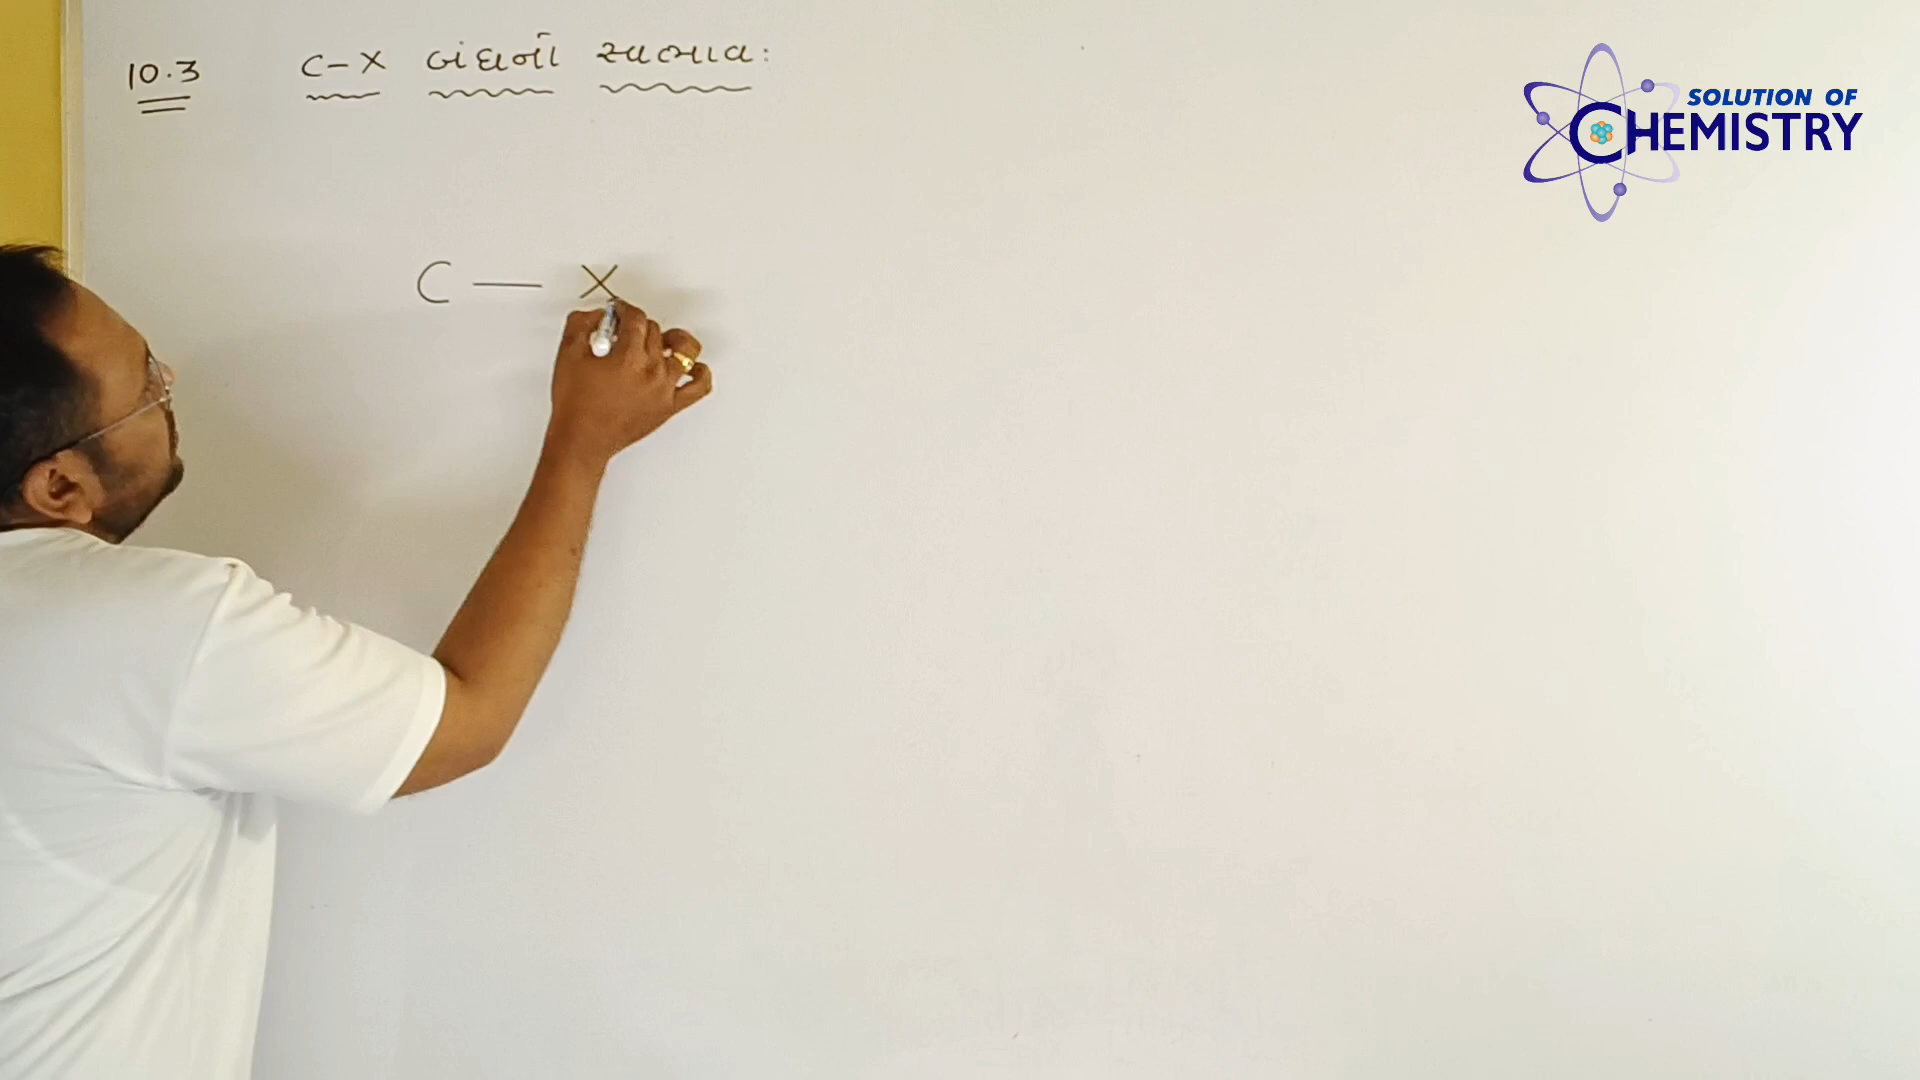 10.3 C-X બંધનો સ્વભાવ:
C — X
SOLUTION OF
CHEMISTRY